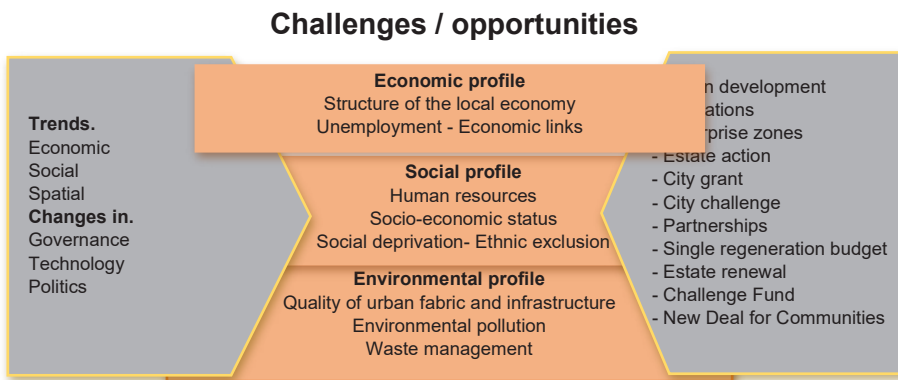 Challenges / opportunities
Trends.
Economic
Social
Spatial
Changes in.
Governance
Technology
Politics
Economic profile
Structure of the local economy
Unemployment - Economic links
Social profile
Human resources
Socio-economic status
Social deprivation- Ethnic exclusion
Environmental profile
Quality of urban fabric and infrastructure
Environmental pollution
Waste management
development
zones
- Estate action
- City grant
- City challenge
- Partnerships
- Single regeneration budget
- Estate renewal
- Challenge Fund
- New Deal for Communities